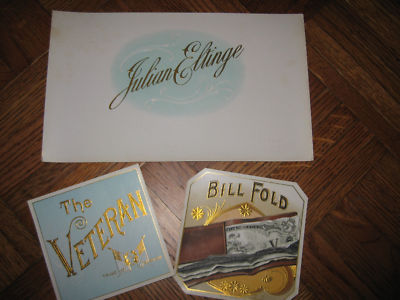 Julian Eltinge
The
VETERAN
BILL FOLD